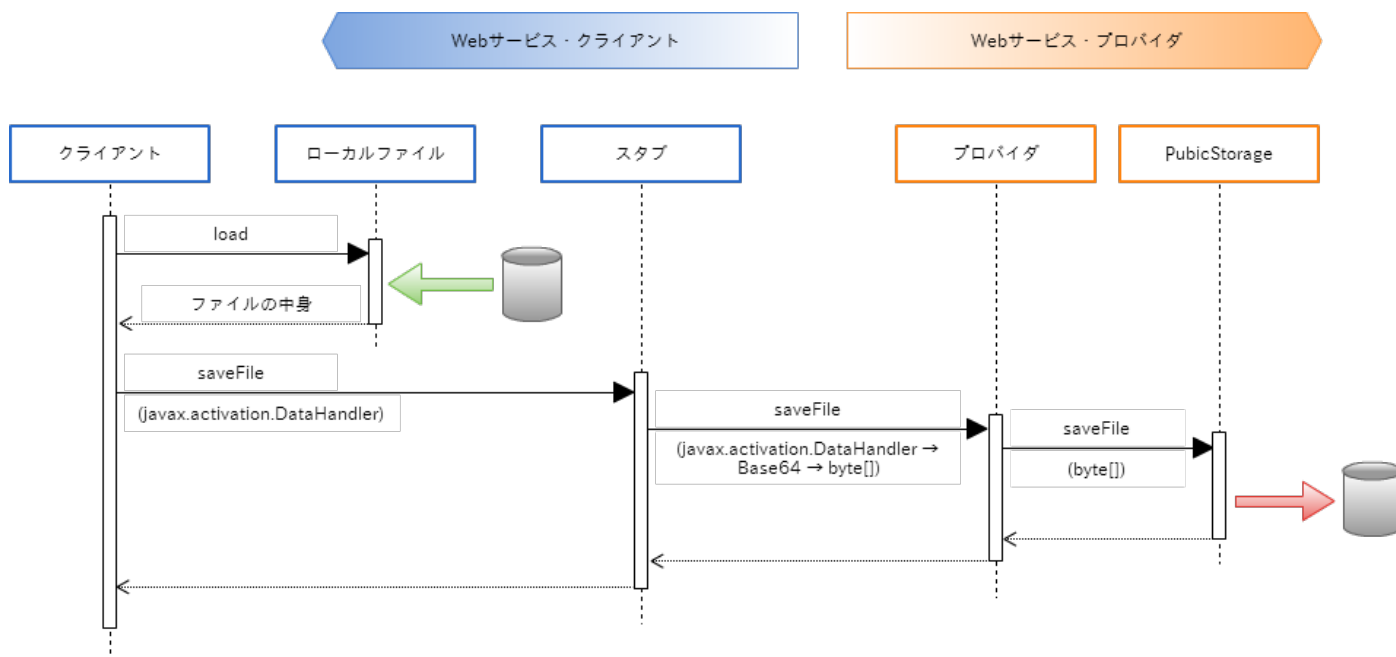 Webサービス・クライアント
Webサービス・プロバイダ
クライアント
ローカルファイル
スタブ
プロバイダ
PubicStorage
load
ファイルの中身
saveFile
(javax.activation.DataHandler)
saveFile
(javax.activation.DataHandler →
Base64 → byte[])
saveFile
(byte[])